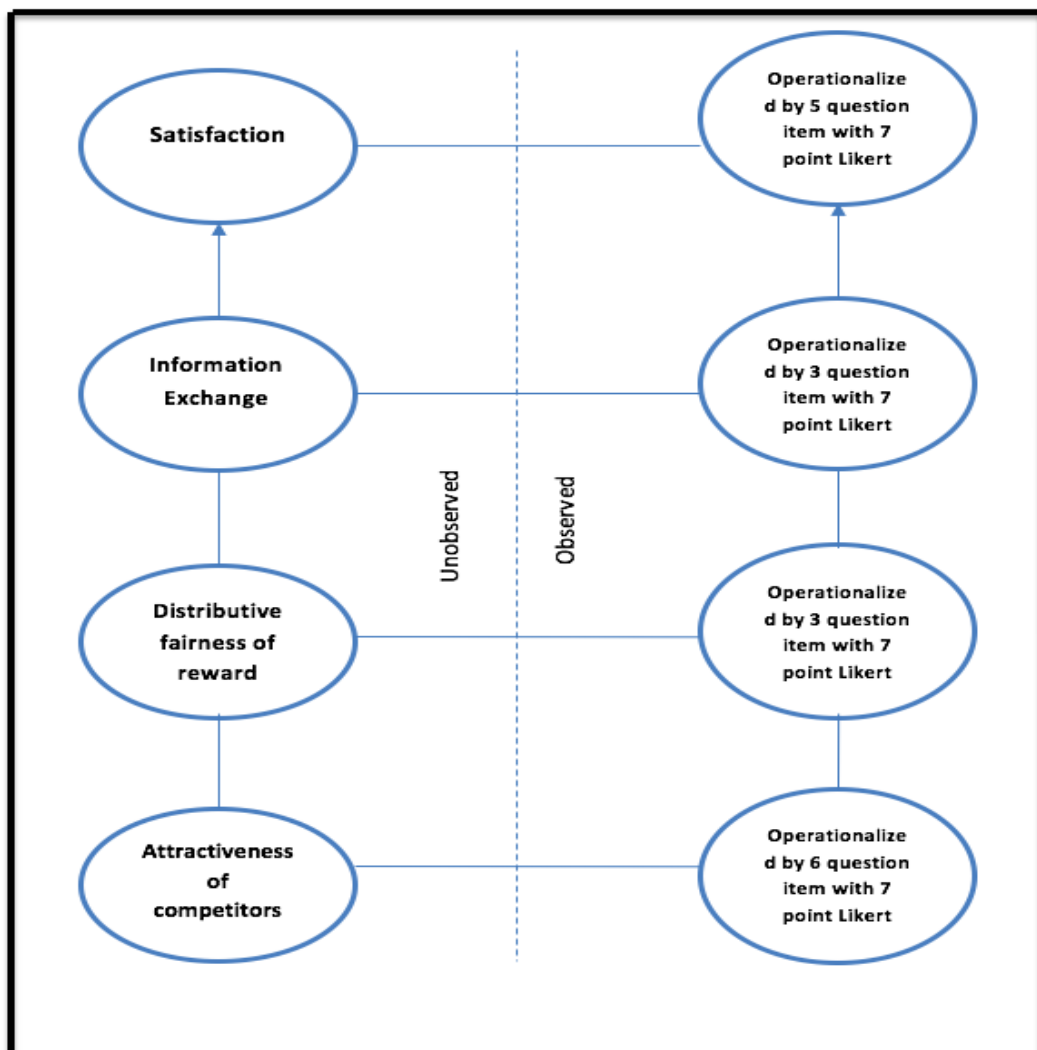 Satisfaction
Operationalize
d by 5 question
item with 7
point Likert
Information
Exchange
Operationalize
d by 3 question
item with 7
point Likert
Unobserved
Observed
Distributive
fairness of
reward
Operationalize
d by 3 question
item with 7
point Likert
Attractiveness
of
competitors
Operationalize
d by 6 question
item with 7
point Likert